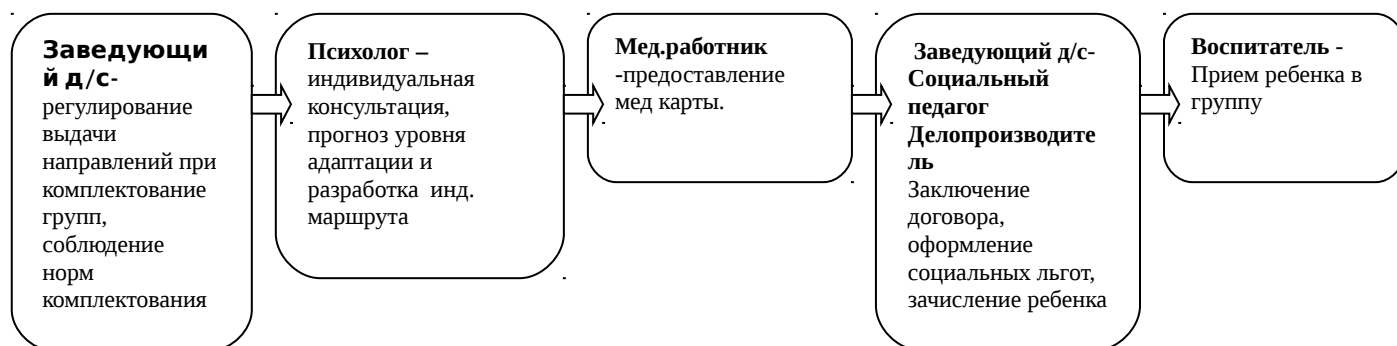 Заведующи
й д/с-
регулирование
выдачи
направлений при
комплектование
групп,
соблюдение
норм
комплектования
Психолог –
индивидуальная
консультация,
прогноз уровня
адаптации и
разработка инд.
маршрута
Мед.работник
-предоставление
мед карты.
Заведующий д/с-
Социальный
педагог
Делопроизводите
ль
Заключение
договора,
оформление
социальных льгот,
зачисление ребенка
Воспитатель -
Прием ребенка в
группу